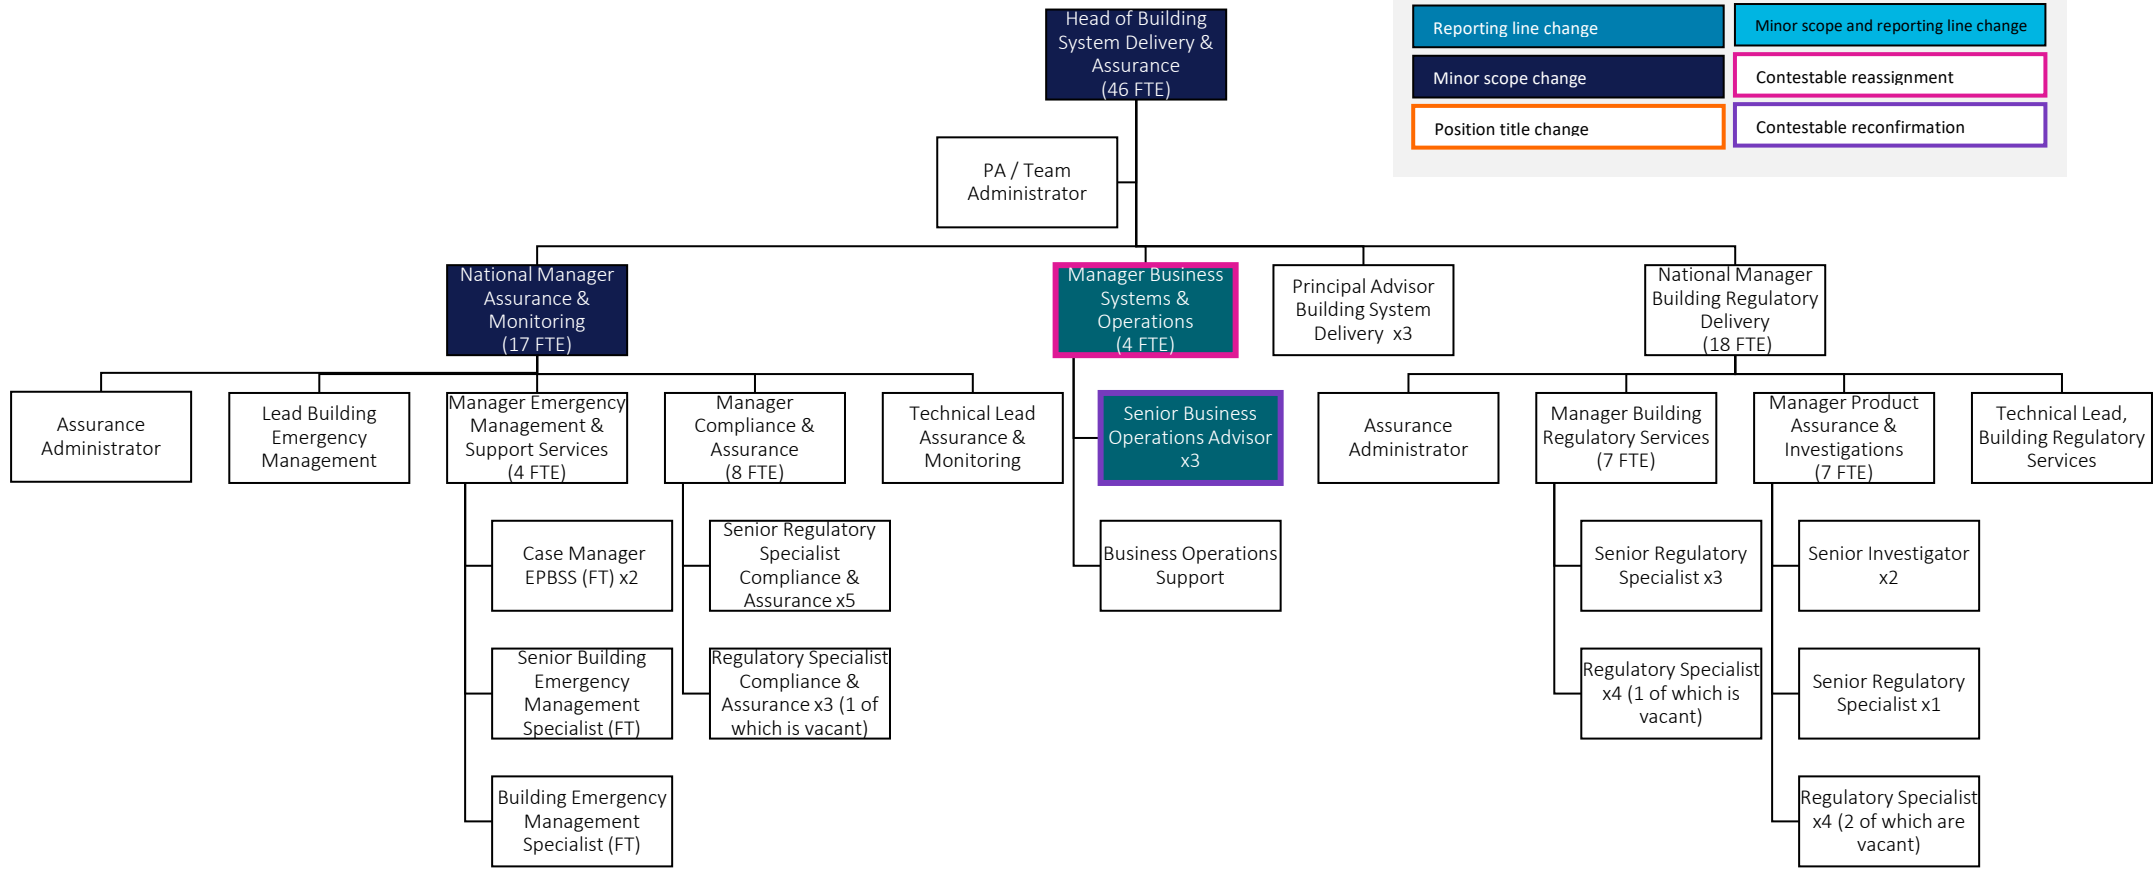 Head of Building
System Delivery &
Assurance
(46 FTE)
Reporting line change
Minor scope and reporting line change
Minor scope change
Contestable reassignment
Position title change
Contestable reconfirmation
PA / Team
Administrator
National Manager
Assurance &
Monitoring
(17 FTE)
Manager Business
Systems &
Operations
(4 FTE)
Principal Advisor
Building System
Delivery x3
National Manager
Building Regulatory
Delivery
(18 FTE)
Assurance
Administrator
Lead Building
Emergency
Management
Manager Emergency
Management &
Support Services
(4 FTE)
Manager
Compliance &
Assurance
(8 FTE)
Technical Lead
Assurance &
Monitoring
Senior Business
Operations Advisor
x3
Assurance
Administrator
Manager Building
Regulatory Services
(7 FTE)
Manager Product
Assurance &
Investigations
(7 FTE)
Technical Lead,
Building Regulatory
Services
Case Manager
EPBSS (FT) x2
Senior Regulatory
Specialist
Compliance &
Assurance x5
Business Operations
Support
Senior Regulatory
Specialist x3
Senior Investigator
x2
Senior Building
Emergency
Management
Specialist (FT)
Regulatory Specialist
Compliance &
Assurance x3 (1 of
which is vacant)
Regulatory Specialist
x4 (1 of which is
vacant)
Senior Regulatory
Specialist x1
Building Emergency
Management
Specialist (FT)
Regulatory Specialist
x4 (2 of which are
vacant)